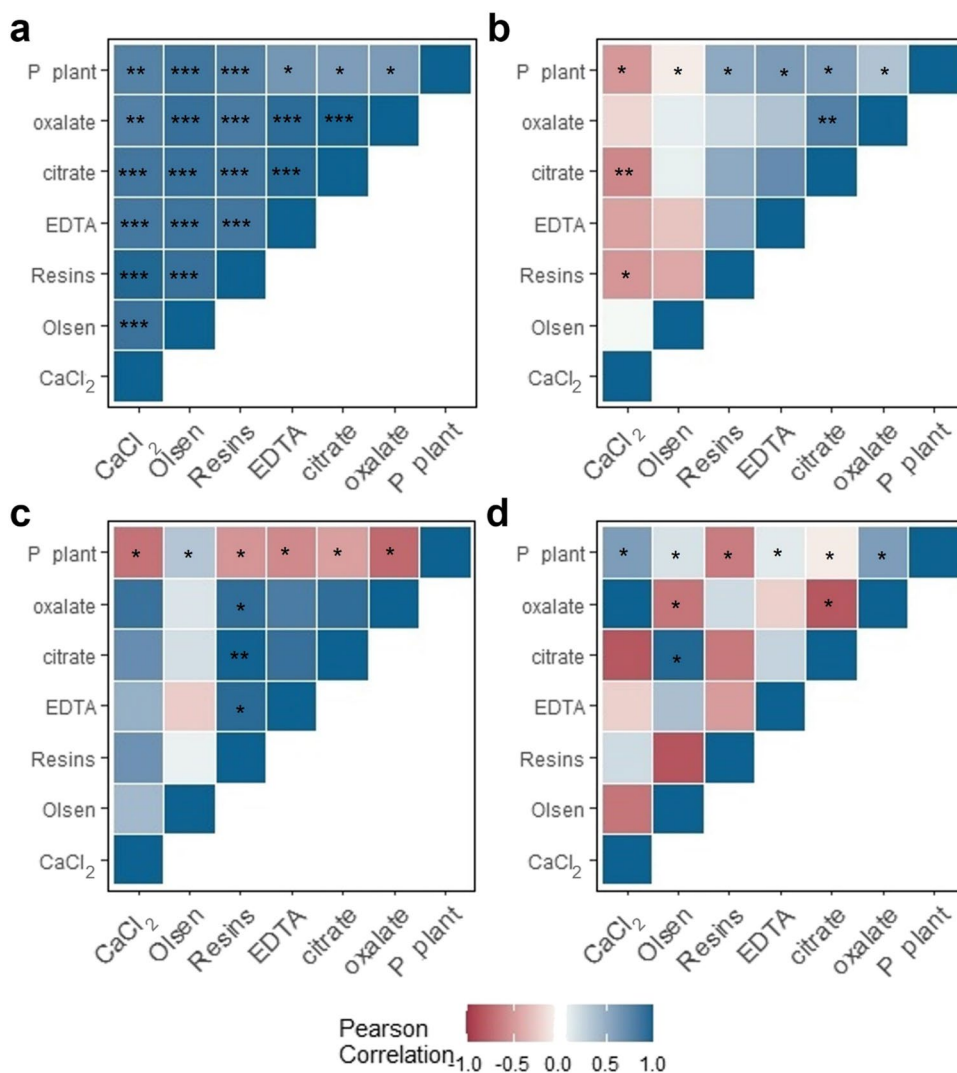 a
P plant ** *** *** * * *
oxalate ** *** *** *** ***
citrate *** *** *** ***
EDTA *** *** ***
Resins *** ***
Olsen ***
CaCl₂
CaCl₂ Olsen Resins EDTA citrate oxalate P plant
b
P plant * * * * * *
oxalate **
citrate **
EDTA
Resins *
Olsen
CaCl₂
CaCl₂ Olsen Resins EDTA citrate oxalate P plant
c
P plant * * * * * *
oxalate *
citrate **
EDTA *
Resins
Olsen
CaCl₂
CaCl₂ Olsen Resins EDTA citrate oxalate P plant
d
P plant * * * * * *
oxalate * *
citrate *
EDTA
Resins
Olsen
CaCl₂
CaCl₂ Olsen Resins EDTA citrate oxalate P plant
Pearson
Correlation
-1.0 -0.5 0.0 0.5 1.0